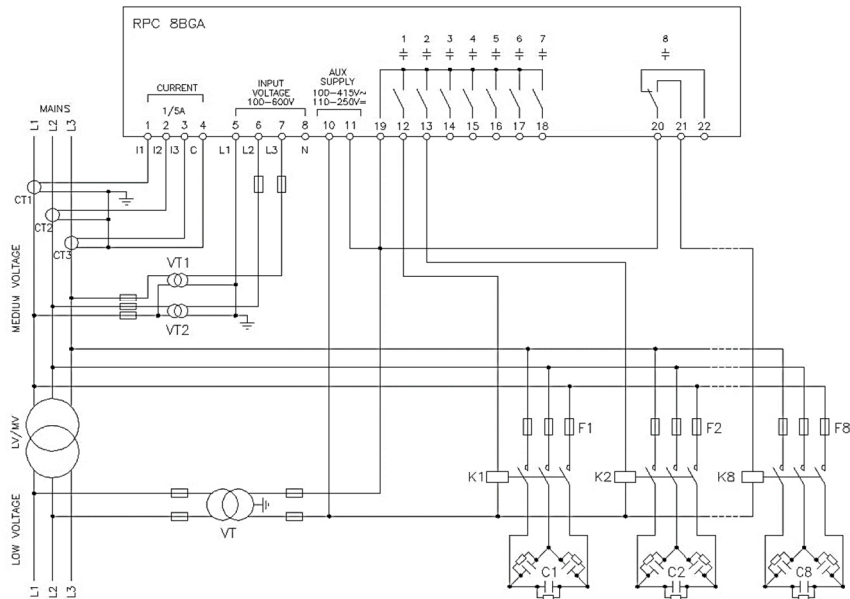 RPC 8BGA
1 2 3 4 5 6 7 8
CURRENT
1/5A
INPUT
VOLTAGE
100-600V
AUX
SUPPLY
100-415V~
110-250V=
MAINS
L1 L2 L3
1 2 3 4 5 6 7 8 10 11 19 12 13 14 15 16 17 18 20 21 22
I1 I2 I3 C L1 L2 L3 N
CT1
CT2
CT3
MEDIUM VOLTAGE
VT1
VT2
LV/MV
F1 F2 F8
K1 K2 K8
LOW VOLTAGE
VT
C1 C2 C8
L1 L2 L3